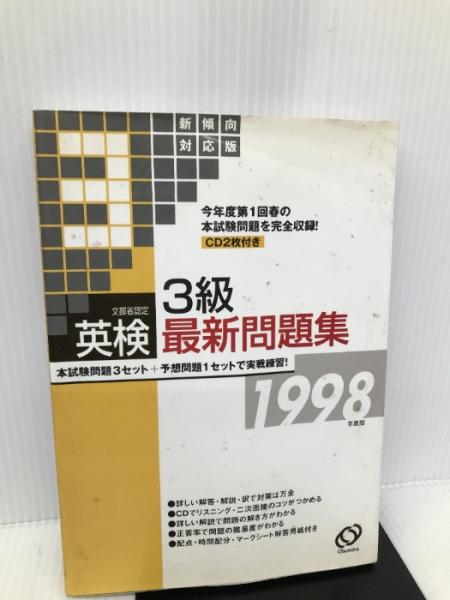 新傾向
対応版
今年度第1回春の
本試験問題を完全収録!
CD2枚付き
文部省認定
英検
3級
最新問題集
本試験問題3セット+予想問題1セットで実戦練習!
1998
年度版
●詳しい解答・解説・訳で対策は万全
●CDでリスニング・二次面接のコツがつかめる
●詳しい解説で問題の解き方がわかる
●正答率で問題の難易度がわかる
●配点・時間配分・マークシート解答用紙付き
Obunsha